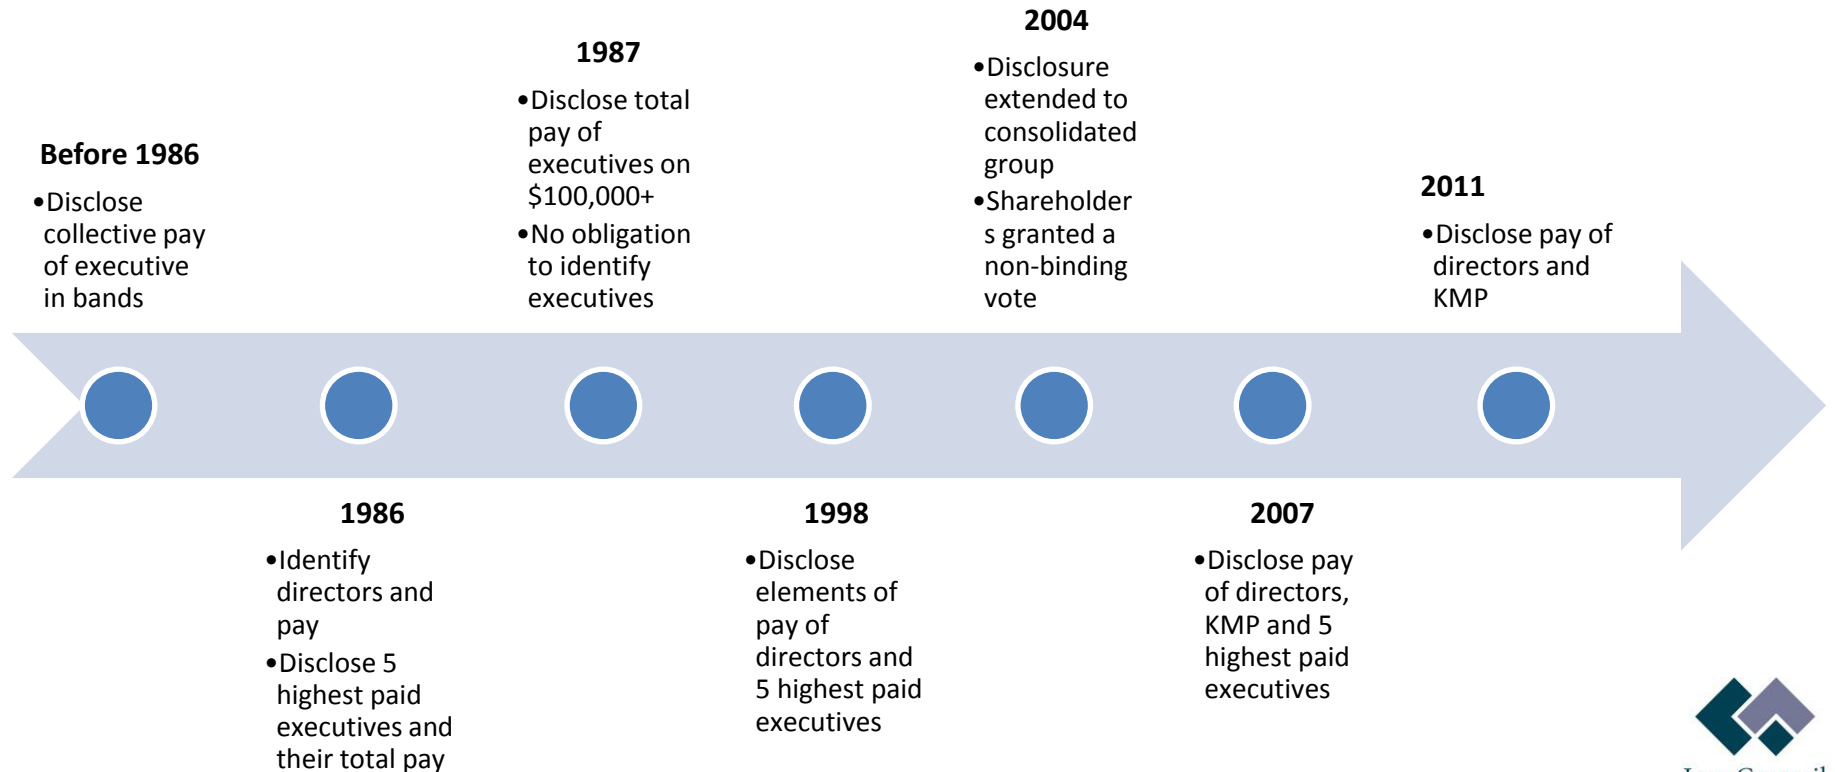 Before 1986
•Disclose
collective pay
of executive
in bands
1986
•Identify
directors and
pay
•Disclose 5
highest paid
executives and
their total pay
1987
•Disclose total
pay of
executives on
$100,000+
•No obligation
to identify
executives
1998
•Disclose
elements of
pay of
directors and
5 highest paid
executives
2004
•Disclosure
extended to
consolidated
group
•Shareholder
s granted a
non-binding
vote
2007
•Disclose pay
of directors,
KMP and 5
highest paid
executives
2011
•Disclose pay of
directors and
KMP